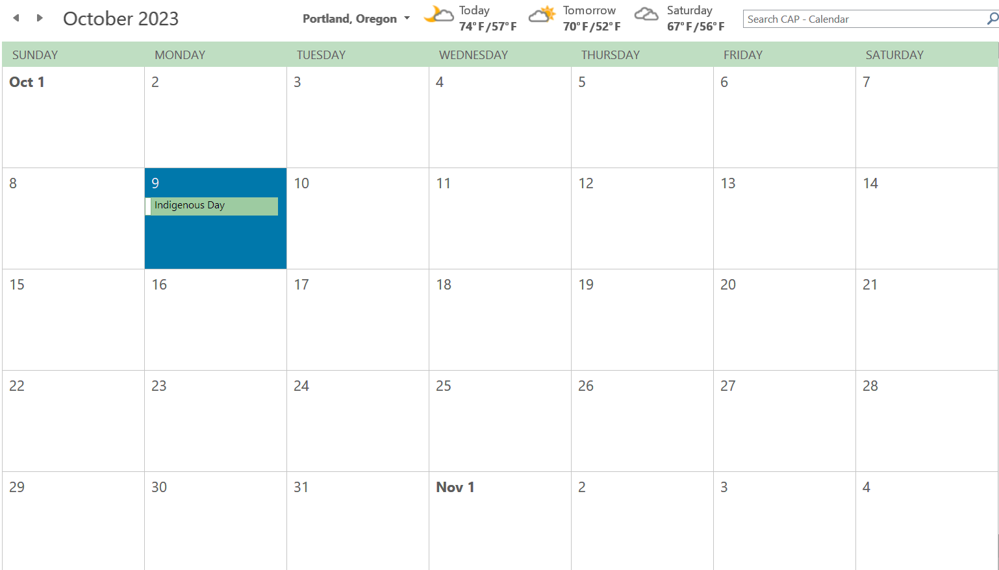 October 2023
Portland, Oregon
Today
74°F/57°F
Tomorrow
70°F/52°F
Saturday
67°F/56°F
Search CAP - Calendar
SUNDAY MONDAY TUESDAY WEDNESDAY THURSDAY FRIDAY SATURDAY
Oct 1 2 3 4 5 6 7
8 9 10 11 12 13 14
Indigenous Day
15 16 17 18 19 20 21
22 23 24 25 26 27 28
29 30 31 Nov 1 2 3 4